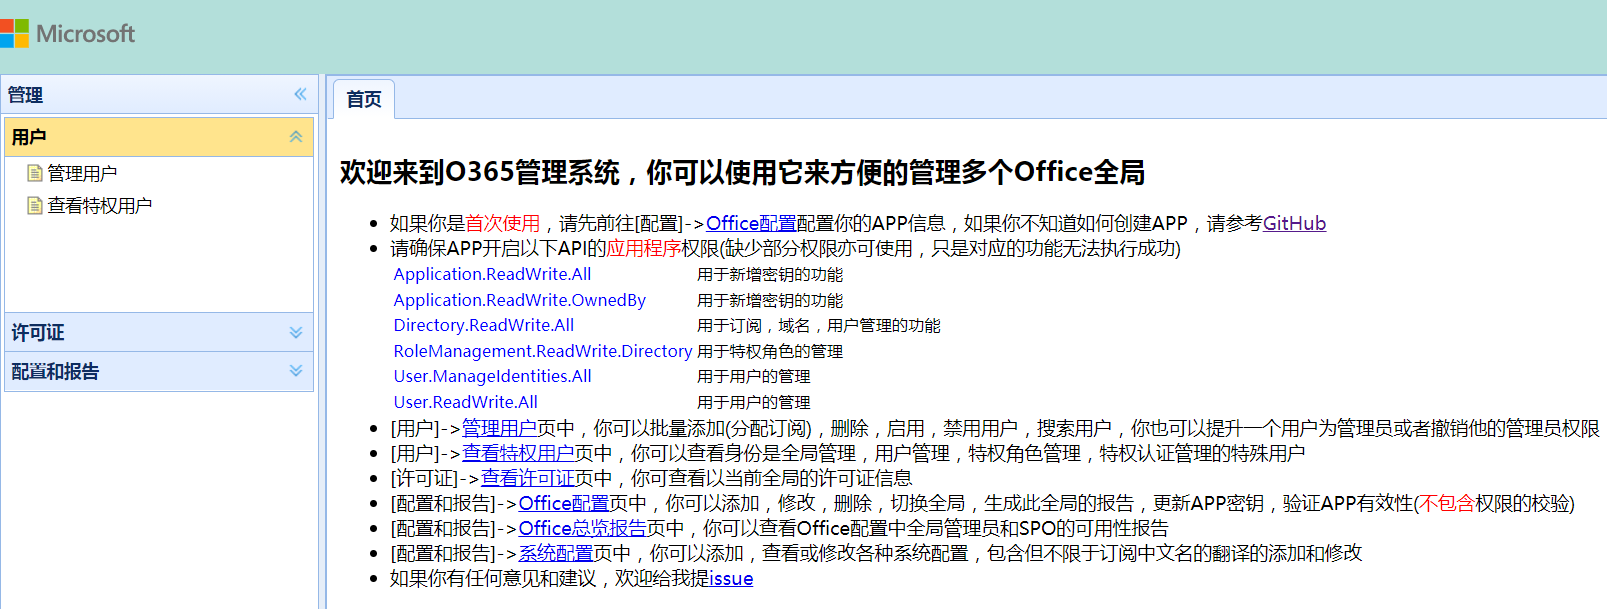 Microsoft
管理
首页
用户
管理用户
查看特权用户
许可证
配置和报告
欢迎来到O365管理系统，你可以使用它来方便的管理多个Office全局
如果你是首次使用，请先前往[配置]->Office配置配置你的APP信息，如果你不知道如何创建APP，请参考GitHub
请确保APP开启以下API的应用程序权限(缺少部分权限亦可使用，只是对应的功能无法执行成功)
Application.ReadWrite.All 用于新增密钥的功能
Application.ReadWrite.OwnedBy 用于新增密钥的功能
Directory.ReadWrite.All 用于订阅，域名，用户管理的功能
RoleManagement.ReadWrite.Directory 用于特权角色的管理
User.ManageIdentities.All 用于用户的管理
User.ReadWrite.All 用于用户的管理
[用户]->管理用户页中，你可以批量添加(分配订阅)，删除，启用，禁用用户，搜索用户，你也可以提升一个用户为管理员或者撤销他的管理员权限
[用户]->查看特权用户页中，你可以查看身份是全局管理，用户管理，特权角色管理，特权认证管理的特殊用户
[许可证]->查看许可证页中，你可查看以当前全局的许可证信息
[配置和报告]->Office配置页中，你可以添加，修改，删除，切换全局，生成此全局的报告，更新APP密钥，验证APP有效性(不包含权限的校验)
[配置和报告]->Office总览报告页中，你可以查看Office配置中全局管理员和SPO的可用性报告
[配置和报告]->系统配置页中，你可以添加，查看或修改各种系统配置，包含但不限于订阅中文名的翻译的添加和修改
如果你有任何意见和建议，欢迎给我提issue